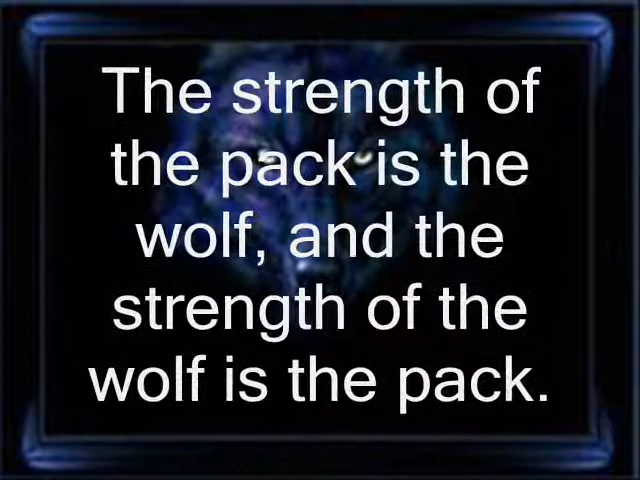 The strength of
the pack is the
wolf, and the
strength of the
wolf is the pack.